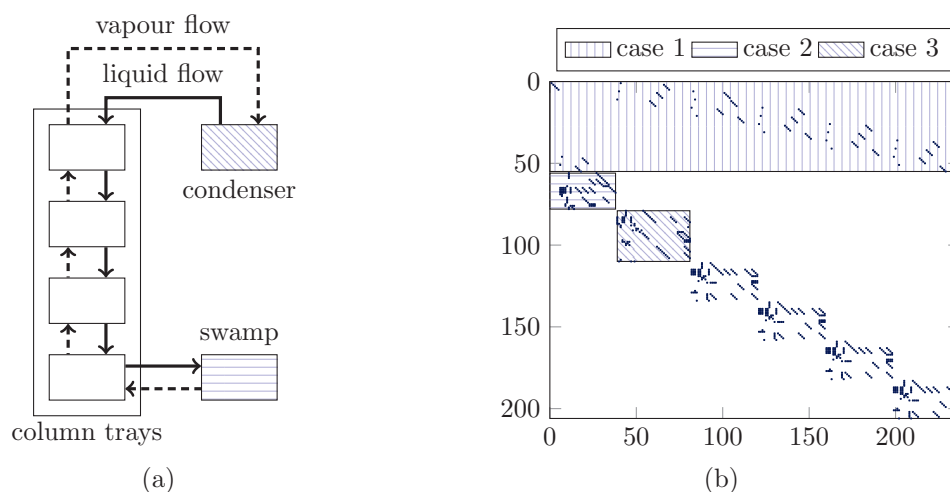 vapour flow
liquid flow
condenser
swamp
column trays
(a)
case 1 case 2 case 3
0
50
100
150
200
0 50 100 150 200
(b)